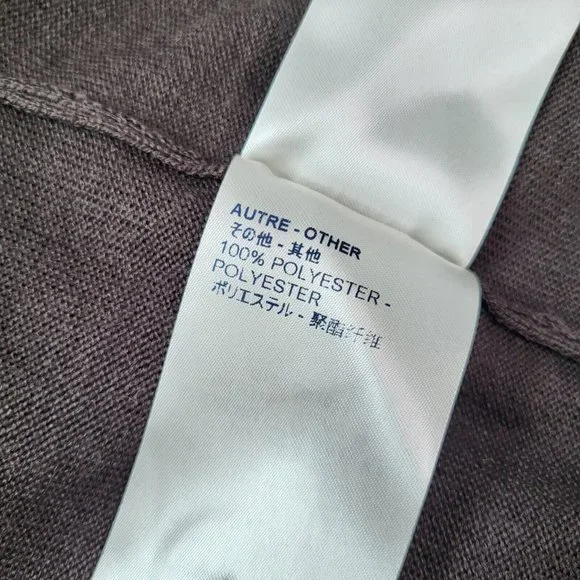 AUTRE - OTHER
その他 - 其他
100% POLYESTER -
POLYESTER
ポリエステル - 聚酯纤维